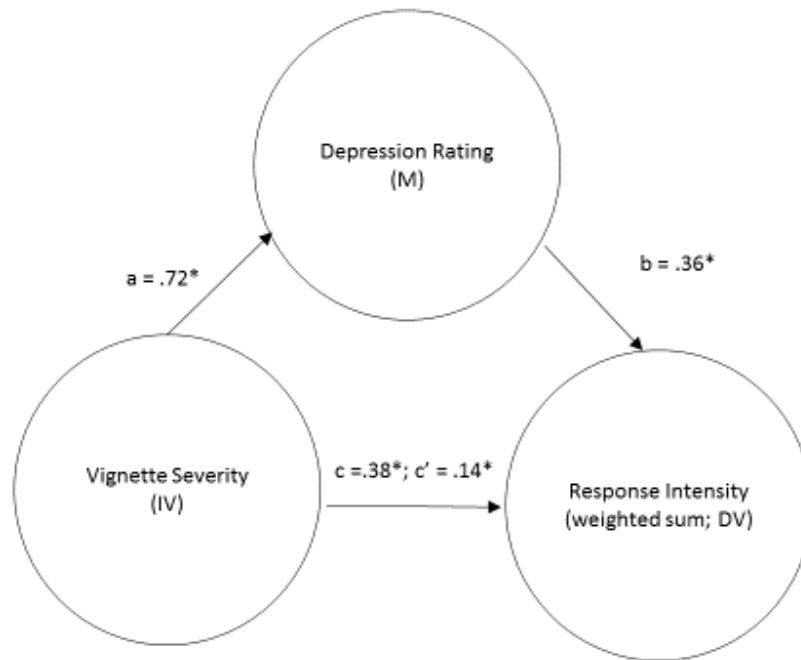 Depression Rating
(M)
a = .72*
b = .36*
Vignette Severity
(IV)
c =.38*; c’ = .14*
Response Intensity
(weighted sum; DV)